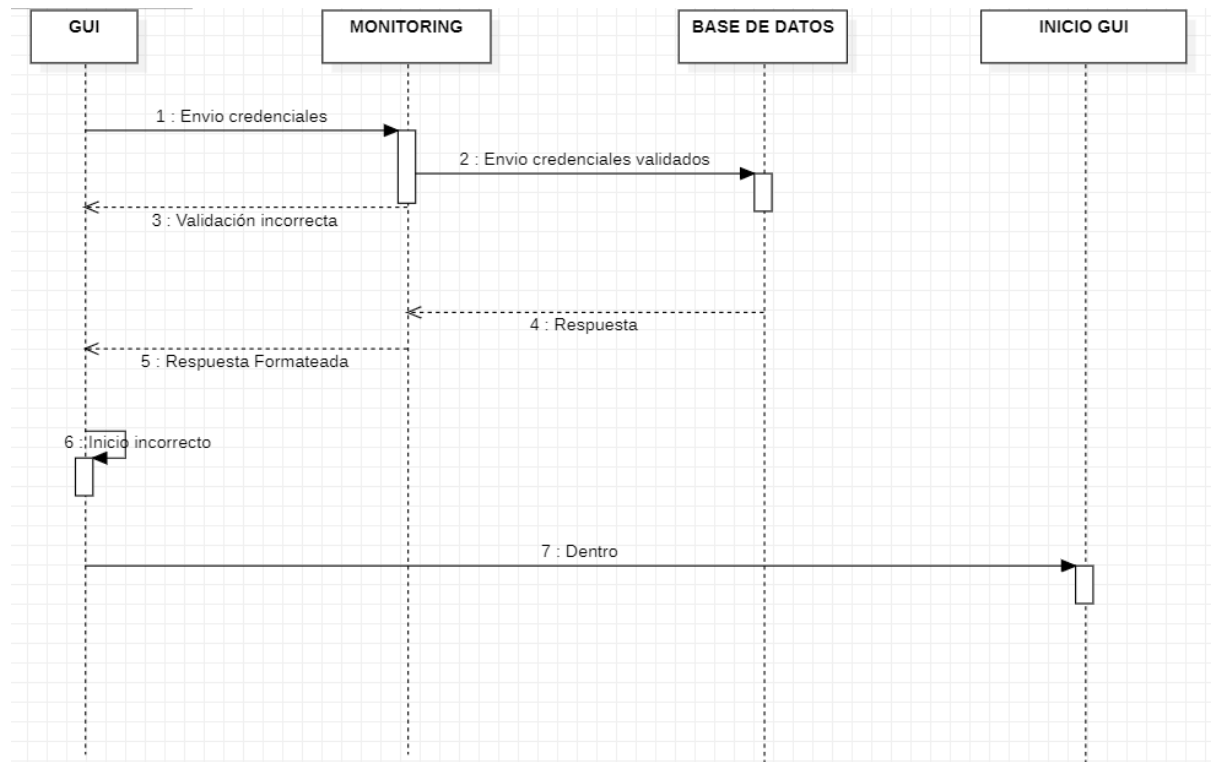 GUI
MONITORING
BASE DE DATOS
INICIO GUI
1 : Envio credenciales
2 : Envio credenciales validados
3 : Validación incorrecta
4 : Respuesta
5 : Respuesta Formateada
6 : Inicio incorrecto
7 : Dentro